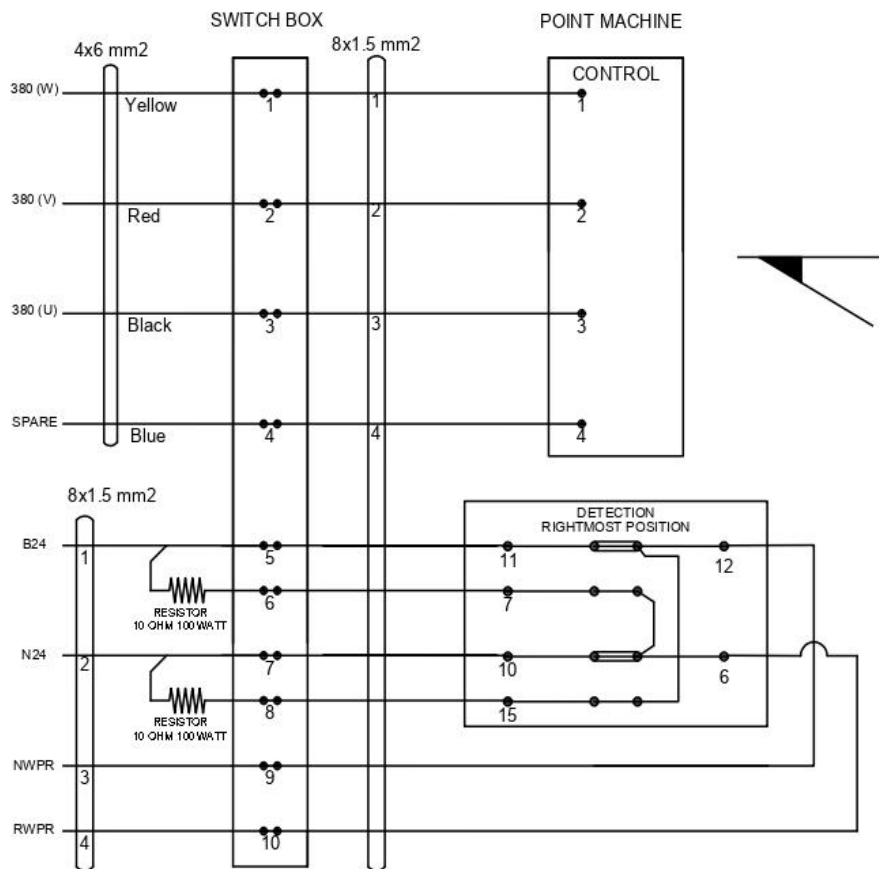 SWITCH BOX
POINT MACHINE
4x6 mm2
8x1.5 mm2
CONTROL
380 (W)
Yellow
1
1
1
380 (V)
Red
2
2
2
380 (U)
Black
3
3
3
SPARE
Blue
4
4
4
8x1.5 mm2
DETECTION
RIGHTMOST POSITION
B24
1
5
11
12
6
7
RESISTOR
10 OHM 100 WATT
N24
2
7
10
6
8
15
RESISTOR
10 OHM 100 WATT
NWPR
3
9
RWPR
4
10